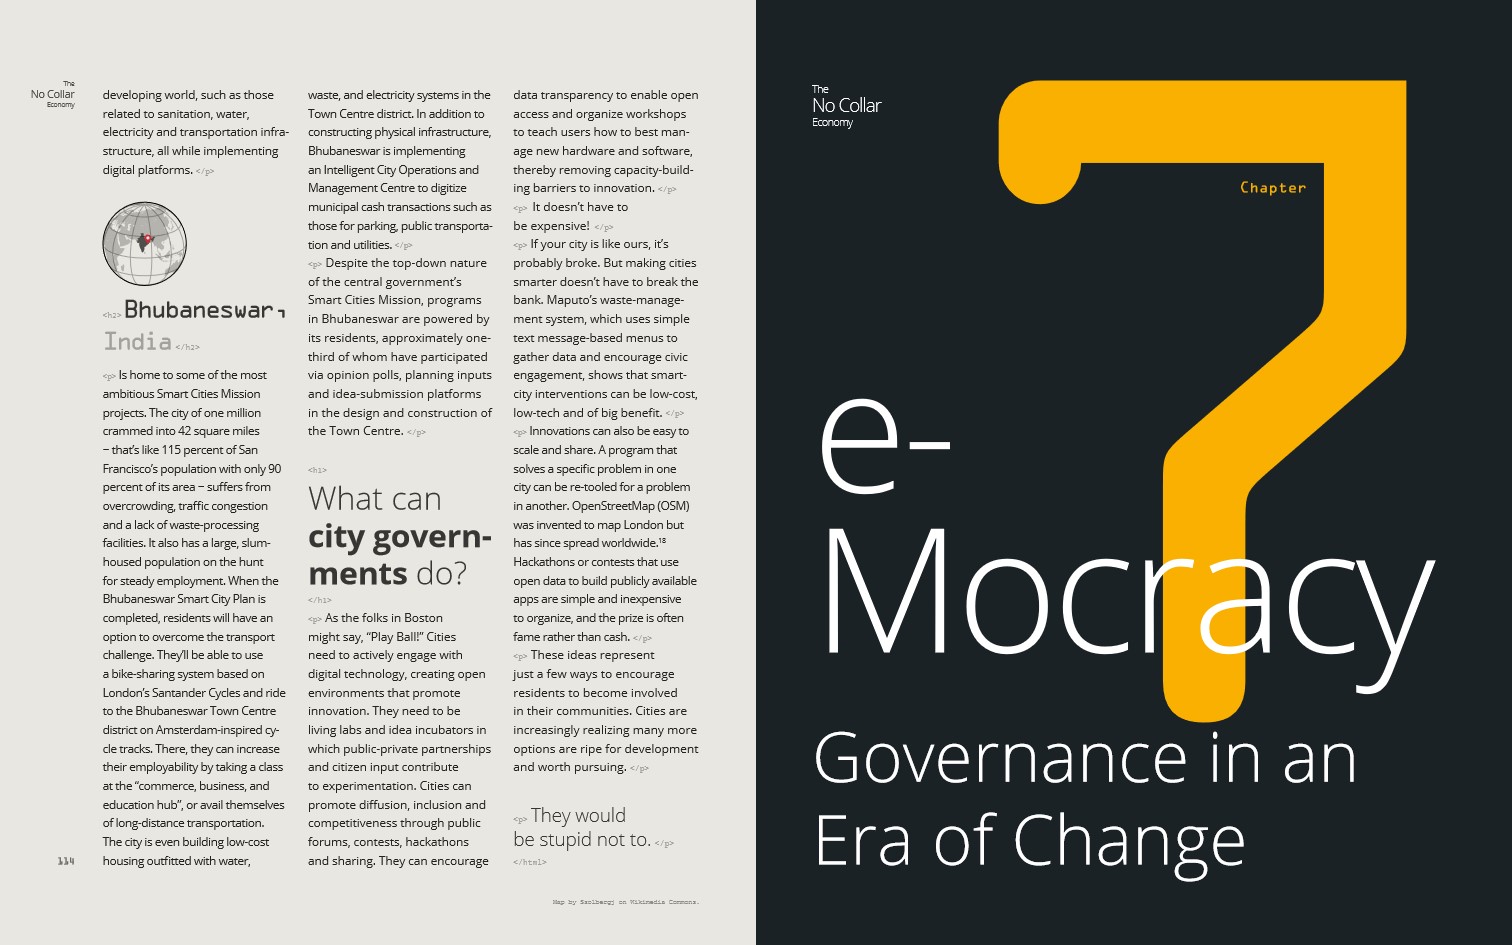 The
No Collar
Economy
developing world, such as those
related to sanitation, water,
electricity and transportation infra-
structure, all while implementing
digital platforms. </p>
<h2> Bhubaneswar,
India </h2>
<p> Is home to some of the most
ambitious Smart Cities Mission
projects. The city of one million
crammed into 42 square miles
– that’s like 115 percent of San
Francisco’s population with only 90
percent of its area – suffers from
overcrowding, traffic congestion
and a lack of waste-processing
facilities. It also has a large, slum-
housed population on the hunt
for steady employment. When the
Bhubaneswar Smart City Plan is
completed, residents will have an
option to overcome the transport
challenge. They’ll be able to use
a bike-sharing system based on
London’s Santander Cycles and ride
to the Bhubaneswar Town Centre
district on Amsterdam-inspired cy-
cle tracks. There, they can increase
their employability by taking a class
at the “commerce, business, and
education hub”, or avail themselves
of long-distance transportation.
The city is even building low-cost
housing outfitted with water,
114
waste, and electricity systems in the
Town Centre district. In addition to
constructing physical infrastructure,
Bhubaneswar is implementing
an Intelligent City Operations and
Management Centre to digitize
municipal cash transactions such as
those for parking, public transporta-
tion and utilities. </p>
<p> Despite the top-down nature
of the central government’s
Smart Cities Mission, programs
in Bhubaneswar are powered by
its residents, approximately one-
third of whom have participated
via opinion polls, planning inputs
and idea-submission platforms
in the design and construction of
the Town Centre. </p>
<h1>
What can
city govern-
ments do?
</h1>
<p> As the folks in Boston
might say, “Play Ball!” Cities
need to actively engage with
digital technology, creating open
environments that promote
innovation. They need to be
living labs and idea incubators in
which public-private partnerships
and citizen input contribute
to experimentation. Cities can
promote diffusion, inclusion and
competitiveness through public
forums, contests, hackathons
and sharing. They can encourage
data transparency to enable open
access and organize workshops
to teach users how to best man-
age new hardware and software,
thereby removing capacity-build-
ing barriers to innovation. </p>
<p> It doesn’t have to
be expensive! </p>
<p> If your city is like ours, it’s
probably broke. But making cities
smarter doesn’t have to break the
bank. Maputo’s waste-manage-
ment system, which uses simple
text message-based menus to
gather data and encourage civic
engagement, shows that smart-
city interventions can be low-cost,
low-tech and of big benefit. </p>
<p> Innovations can also be easy to
scale and share. A program that
solves a specific problem in one
city can be re-tooled for a problem
in another. OpenStreetMap (OSM)
was invented to map London but
has since spread worldwide.¹⁸
Hackathons or contests that use
open data to build publicly available
apps are simple and inexpensive
to organize, and the prize is often
fame rather than cash. </p>
<p> These ideas represent
just a few ways to encourage
residents to become involved
in their communities. Cities are
increasingly realizing many more
options are ripe for development
and worth pursuing. </p>
<p> They would
be stupid not to. </p>
</html>
Map by Ssolbergj on Wikimedia Commons.
The
No Collar
Economy
Chapter
7
e-
Mocracy
Governance in an
Era of Change